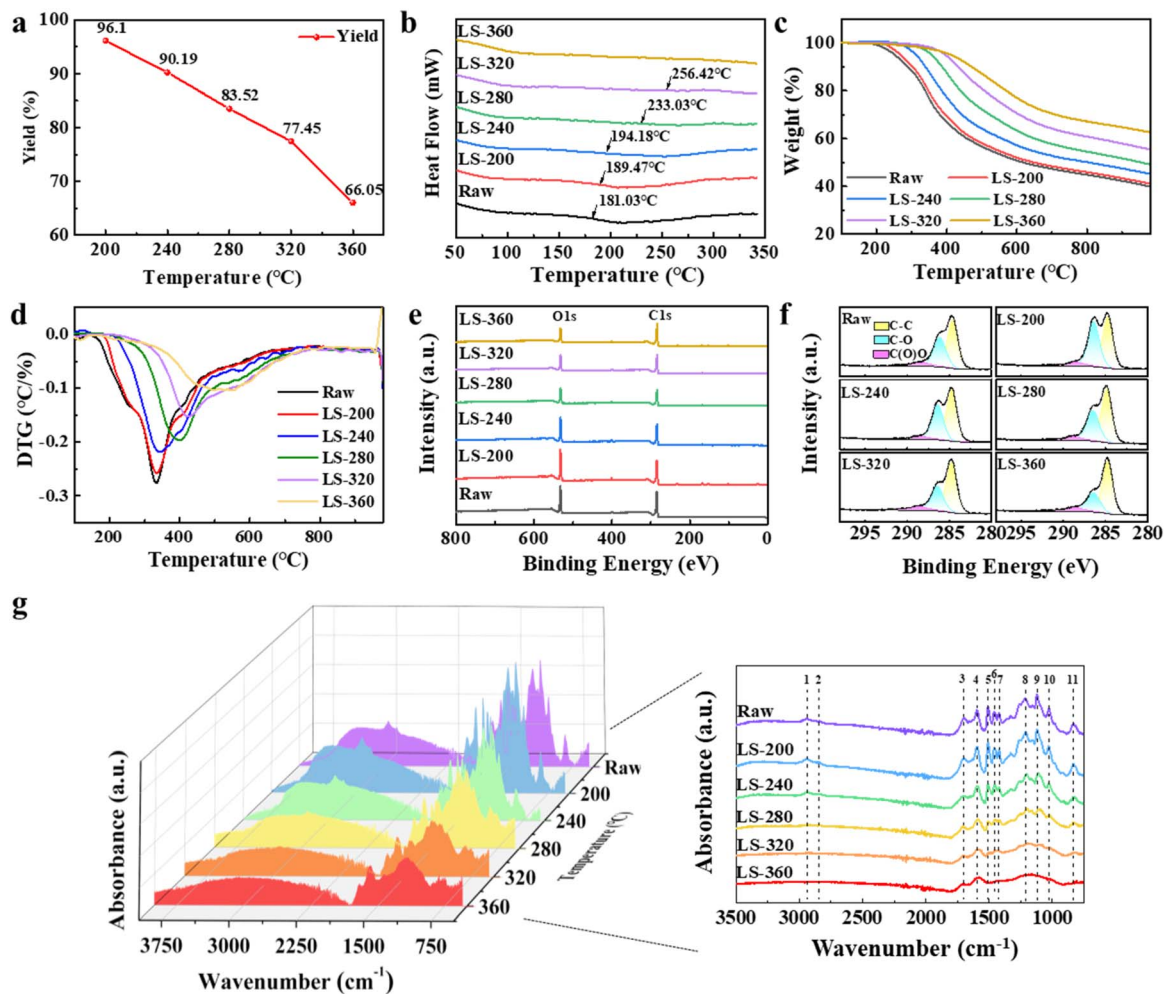 a
100
95
90
85
80
75
70
65
60
96.1
90.19
83.52
77.45
66.05
Yield
Yield (%)
200 240 280 320 360
Temperature (℃)
b
LS-360
LS-320
LS-280
LS-240
LS-200
Raw
256.42℃
233.03℃
194.18℃
189.47℃
181.03℃
Heat Flow (mW)
50 100 150 200 250 300 350
Temperature (℃)
c
100
80
60
40
20
Weight (%)
Raw LS-200
LS-240 LS-280
LS-320 LS-360
200 400 600 800
Temperature (℃)
d
0.0
-0.1
-0.2
-0.3
DTG (℃/%)
Raw
LS-200
LS-240
LS-280
LS-320
LS-360
200 400 600 800
Temperature (℃)
e
O1s C1s
LS-360
LS-320
LS-280
LS-240
LS-200
Raw
Intensity (a.u.)
800 600 400 200 0
Binding Energy (eV)
f
Raw
C-C
C-O
C(O)O
LS-200
LS-240
LS-280
LS-320
LS-360
Intensity (a.u.)
295 290 285 280 295 290 285 280
Binding Energy (eV)
g
Absorbance (a.u.)
3750 3000 2250 1500 750
Wavenumber (cm-1)
Raw
200
240
280
320
360
Temperature (℃)
1 2 3 4 5 6 7 8 9 10 11
Raw
LS-200
LS-240
LS-280
LS-320
LS-360
Absorbance (a.u.)
3500 3000 2500 2000 1500 1000
Wavenumber (cm-1)